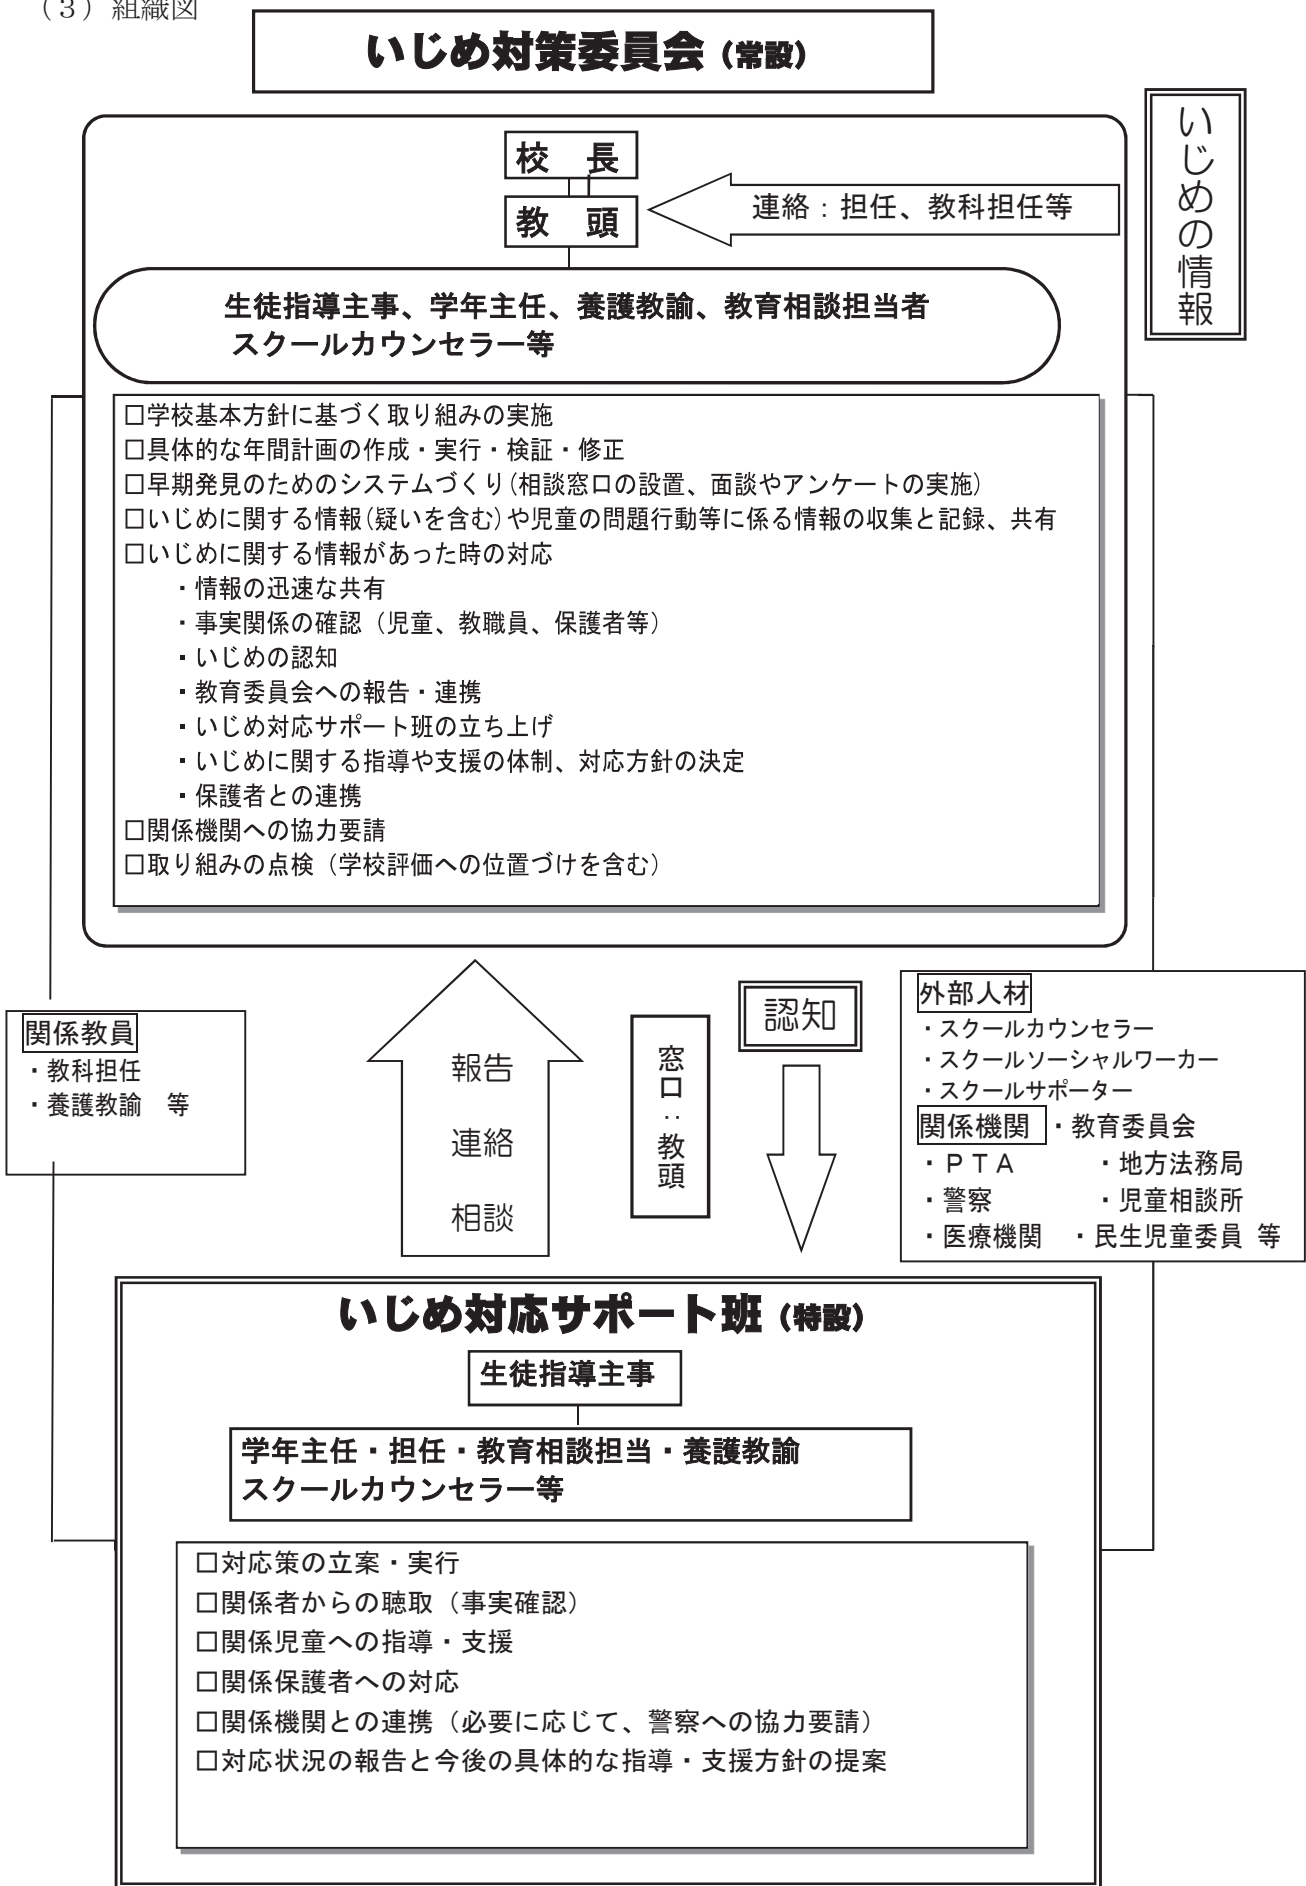 （３）組織図
いじめ対策委員会（常設）
いじめの情報
校　長
教　頭
連絡：担任、教科担任等
生徒指導主事、学年主任、養護教諭、教育相談担当者
スクールカウンセラー等
□学校基本方針に基づく取り組みの実施
□具体的な年間計画の作成・実行・検証・修正
□早期発見のためのシステムづくり(相談窓口の設置、面談やアンケートの実施)
□いじめに関する情報(疑いを含む)や児童の問題行動等に係る情報の収集と記録、共有
□いじめに関する情報があった時の対応
・情報の迅速な共有
・事実関係の確認（児童、教職員、保護者等）
・いじめの認知
・教育委員会への報告・連携
・いじめ対応サポート班の立ち上げ
・いじめに関する指導や支援の体制、対応方針の決定
・保護者との連携
□関係機関への協力要請
□取り組みの点検（学校評価への位置づけを含む）
関係教員
・教科担任
・養護教諭　等
報告
連絡
相談
窓口：教頭
認知
外部人材
・スクールカウンセラー
・スクールソーシャルワーカー
・スクールサポーター
関係機関　・教育委員会
・ＰＴＡ　　・地方法務局
・警察　　・児童相談所
・医療機関　・民生児童委員 等
いじめ対応サポート班（特設）
生徒指導主事
学年主任・担任・教育相談担当・養護教諭
スクールカウンセラー等
□対応策の立案・実行
□関係者からの聴取（事実確認）
□関係児童への指導・支援
□関係保護者への対応
□関係機関との連携（必要に応じて、警察への協力要請）
□対応状況の報告と今後の具体的な指導・支援方針の提案